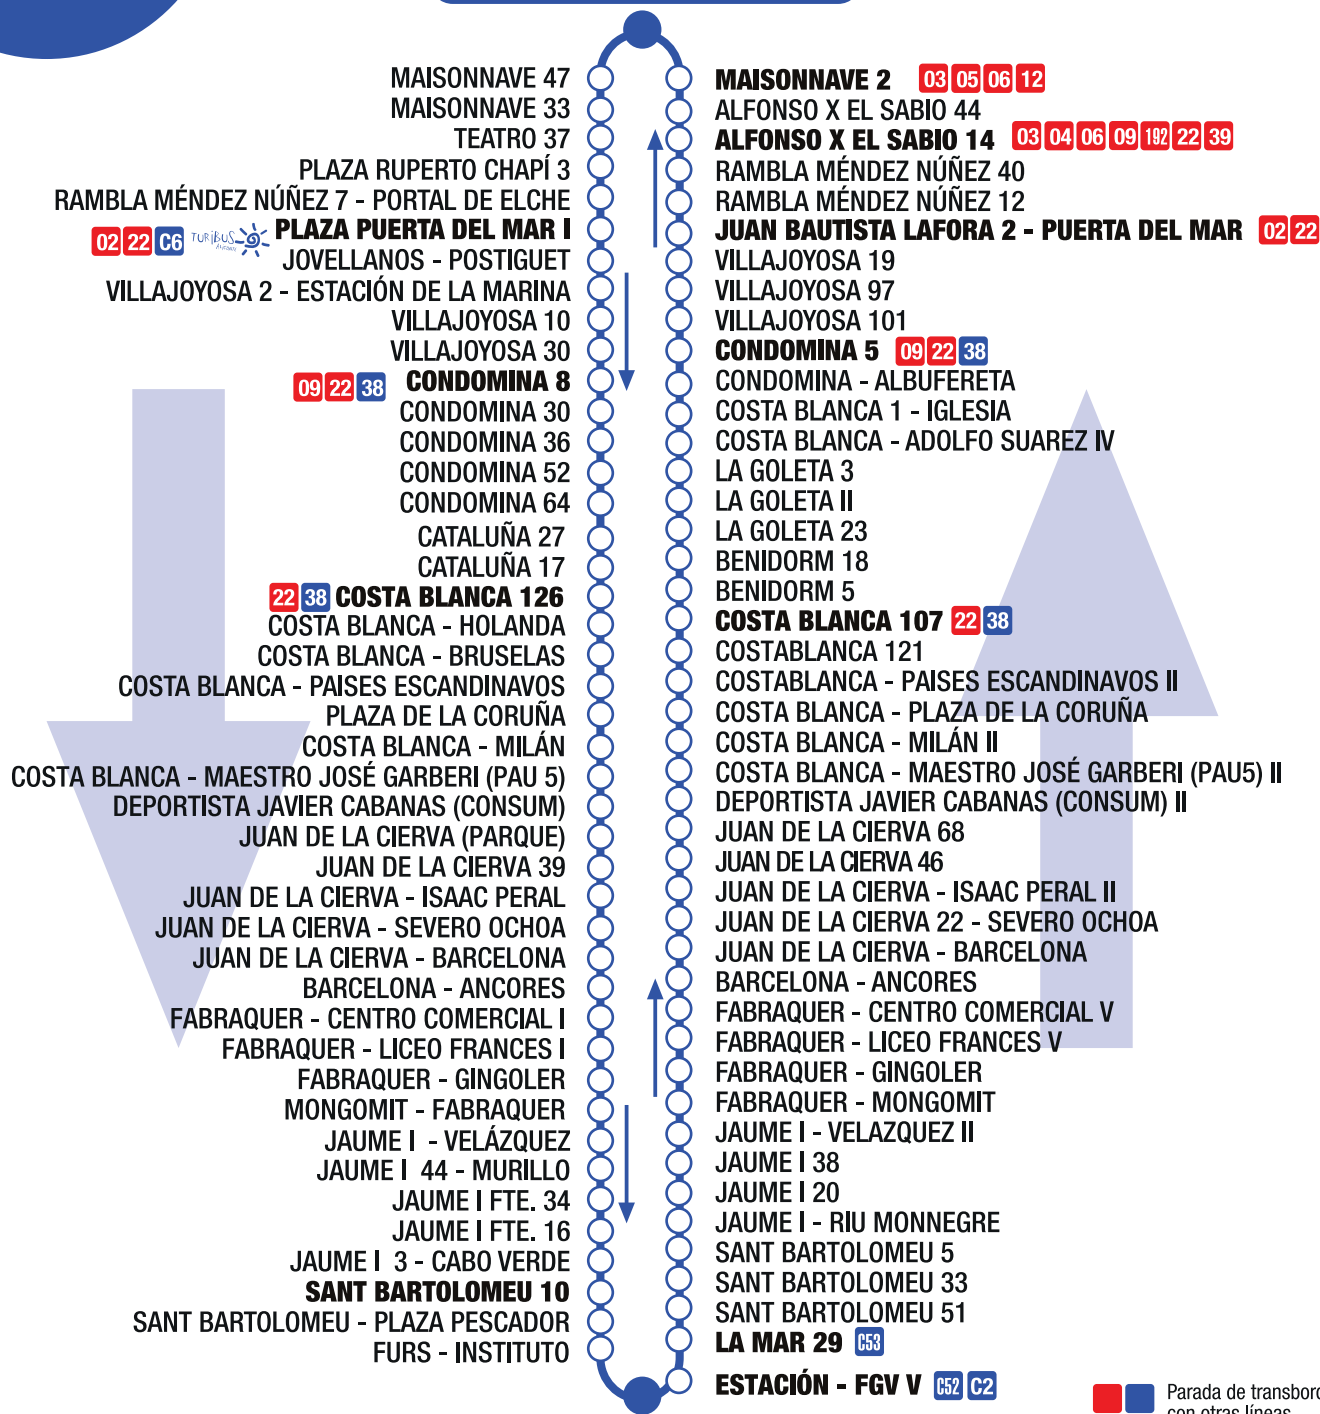 MAISONNAVE 47
MAISONNAVE 33
TEATRO 37
PLAZA RUPERTO CHAPÍ 3
RAMBLA MÉNDEZ NÚÑEZ 7 - PORTAL DE ELCHE
02 22 C6 TURIBUS PLAZA PUERTA DEL MAR I
JOVELLANOS - POSTIGUET
VILLAJOYOSA 2 - ESTACIÓN DE LA MARINA
VILLAJOYOSA 10
VILLAJOYOSA 30
09 22 38 CONDOMINA 8
CONDOMINA 30
CONDOMINA 36
CONDOMINA 52
CONDOMINA 64
CATALUÑA 27
CATALUÑA 17
22 38 COSTA BLANCA 126
COSTA BLANCA - HOLANDA
COSTA BLANCA - BRUSELAS
COSTA BLANCA - PAISES ESCANDINAVOS
PLAZA DE LA CORUÑA
COSTA BLANCA - MILÁN
COSTA BLANCA - MAESTRO JOSÉ GARBERI (PAU 5)
DEPORTISTA JAVIER CABANAS (CONSUM)
JUAN DE LA CIERVA (PARQUE)
JUAN DE LA CIERVA 39
JUAN DE LA CIERVA - ISAAC PERAL
JUAN DE LA CIERVA - SEVERO OCHOA
JUAN DE LA CIERVA - BARCELONA
BARCELONA - ANCORES
FABRAQUER - CENTRO COMERCIAL I
FABRAQUER - LICEO FRANCES I
FABRAQUER - GINGOLER
MONGOMIT - FABRAQUER
JAUME I - VELÁZQUEZ
JAUME I 44 - MURILLO
JAUME I FTE. 34
JAUME I FTE. 16
JAUME I 3 - CABO VERDE
SANT BARTOLOMEU 10
SANT BARTOLOMEU - PLAZA PESCADOR
FURS - INSTITUTO
MAISONNAVE 2 03 05 06 12
ALFONSO X EL SABIO 44
ALFONSO X EL SABIO 14 03 04 06 09 192 22 39
RAMBLA MÉNDEZ NÚÑEZ 40
RAMBLA MÉNDEZ NÚÑEZ 12
JUAN BAUTISTA LAFORA 2 - PUERTA DEL MAR 02 22
VILLAJOYOSA 19
VILLAJOYOSA 97
VILLAJOYOSA 101
CONDOMINA 5 09 22 38
CONDOMINA - ALBUFERETA
COSTA BLANCA 1 - IGLESIA
COSTA BLANCA - ADOLFO SUAREZ IV
LA GOLETA 3
LA GOLETA II
LA GOLETA 23
BENIDORM 18
BENIDORM 5
COSTA BLANCA 107 22 38
COSTABLANCA 121
COSTABLANCA - PAISES ESCANDINAVOS II
COSTA BLANCA - PLAZA DE LA CORUÑA
COSTA BLANCA - MILÁN II
COSTA BLANCA - MAESTRO JOSÉ GARBERI (PAU5) II
DEPORTISTA JAVIER CABANAS (CONSUM) II
JUAN DE LA CIERVA 68
JUAN DE LA CIERVA 46
JUAN DE LA CIERVA - ISAAC PERAL II
JUAN DE LA CIERVA 22 - SEVERO OCHOA
JUAN DE LA CIERVA - BARCELONA
BARCELONA - ANCORES
FABRAQUER - CENTRO COMERCIAL V
FABRAQUER - LICEO FRANCES V
FABRAQUER - GINGOLER
FABRAQUER - MONGOMIT
JAUME I - VELAZQUEZ II
JAUME I 38
JAUME I 20
JAUME I - RIU MONNEGRE
SANT BARTOLOMEU 5
SANT BARTOLOMEU 33
SANT BARTOLOMEU 51
LA MAR 29 C53
ESTACIÓN - FGV V C52 C2
Parada de transbord
con otras líneas